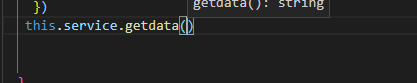 getdata(): string
})
this.service.getdata()
}